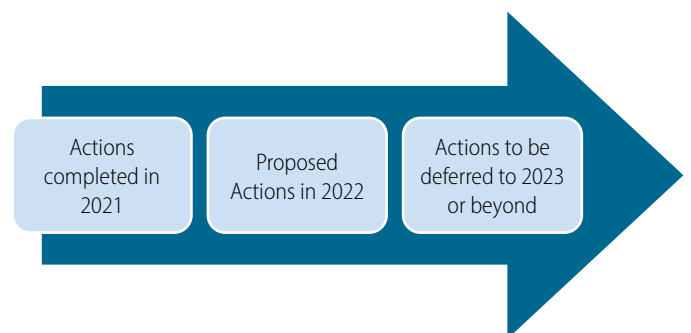 Actions
completed in
2021
Proposed
Actions in 2022
Actions to be
deferred to 2023
or beyond